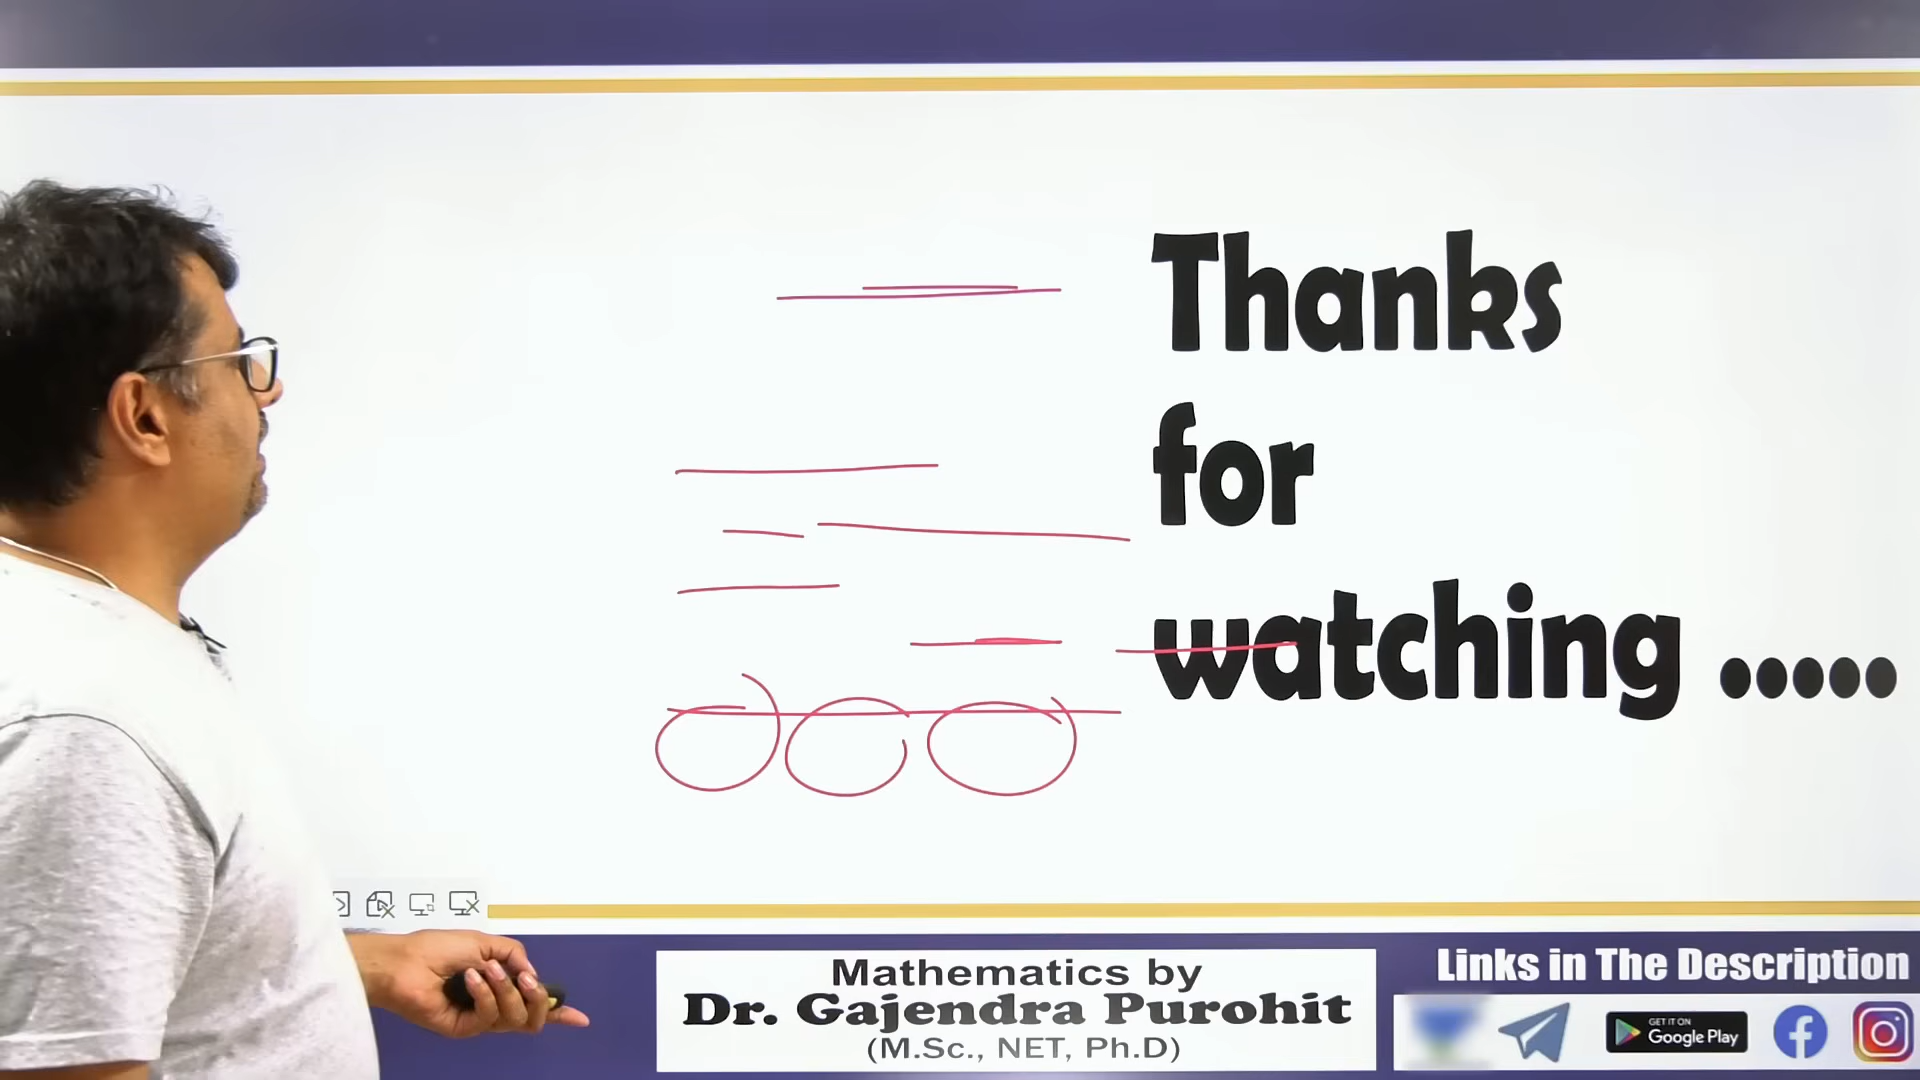 Thanks
for
watching .....
Mathematics by
Dr. Gajendra Purohit
(M.Sc., NET, Ph.D)
Links in The Description
GET IT ON
Google Play